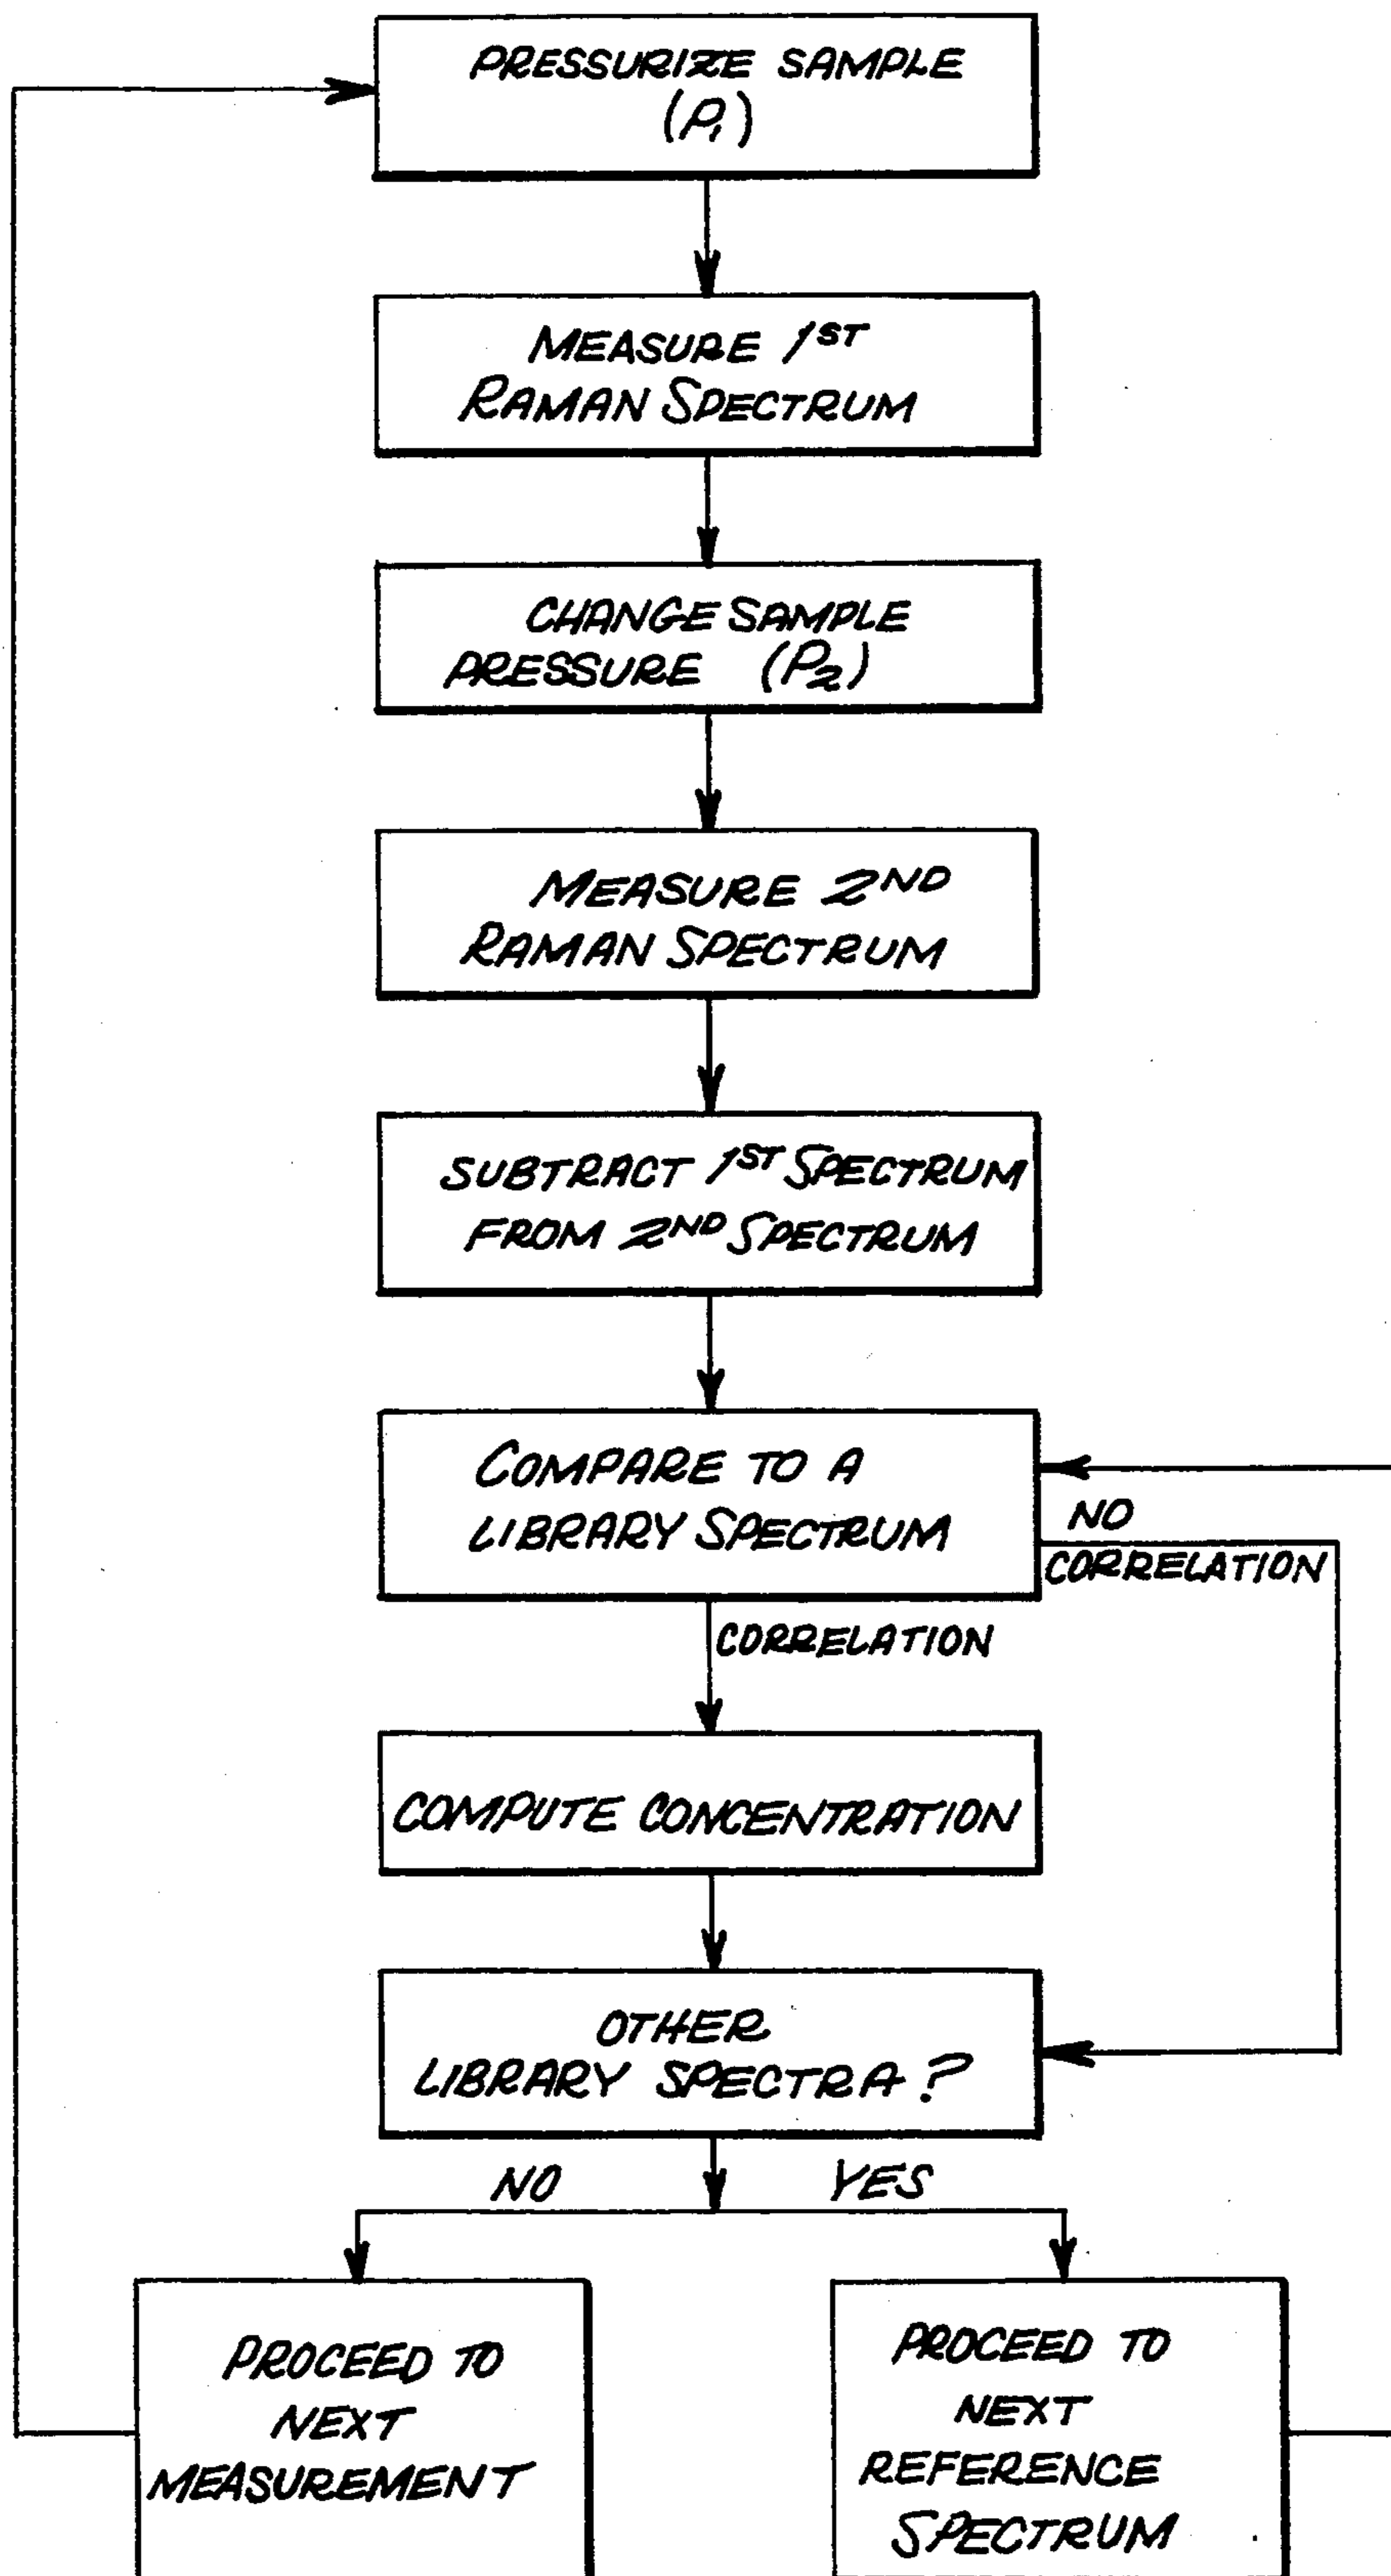 PRESSURIZE SAMPLE
(P1)
MEASURE 1ST
RAMAN SPECTRUM
CHANGE SAMPLE
PRESSURE (P2)
MEASURE 2ND
RAMAN SPECTRUM
SUBTRACT 1ST SPECTRUM
FROM 2ND SPECTRUM
COMPARE TO A
LIBRARY SPECTRUM
NO
CORRELATION
CORRELATION
COMPUTE CONCENTRATION
OTHER
LIBRARY SPECTRA?
NO
YES
PROCEED TO
NEXT
MEASUREMENT
PROCEED TO
NEXT
REFERENCE
SPECTRUM